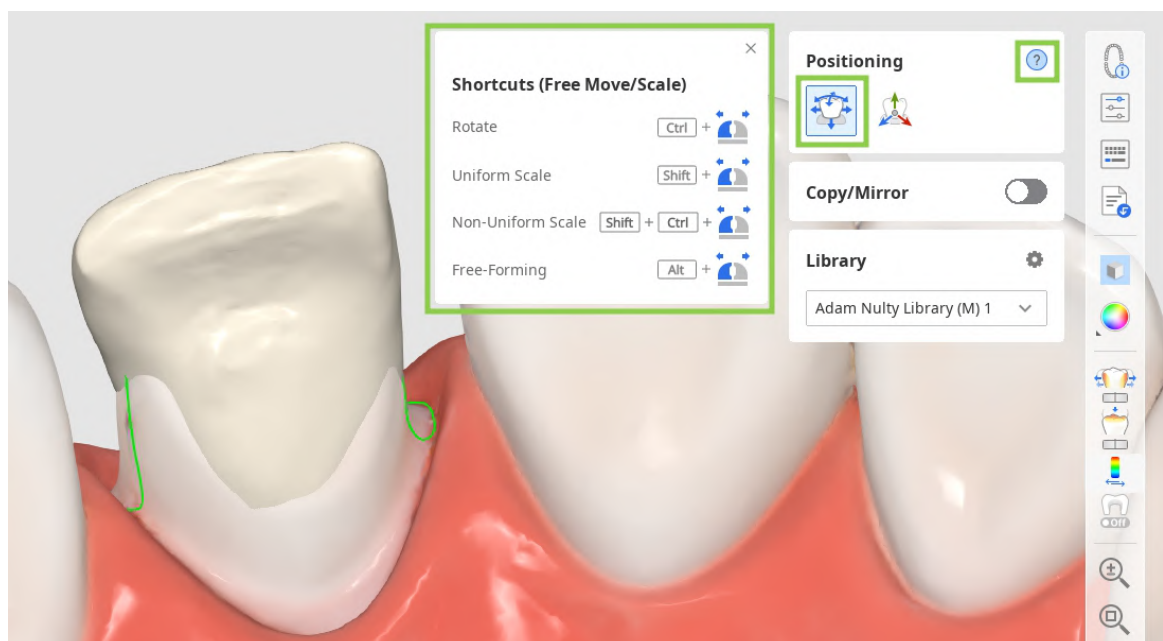 Shortcuts (Free Move/Scale)
Rotate Ctrl +
Uniform Scale Shift +
Non-Uniform Scale Shift + Ctrl +
Free-Forming Alt +
Positioning ?
Copy/Mirror
Library
Adam Nulty Library (M) 1
Off